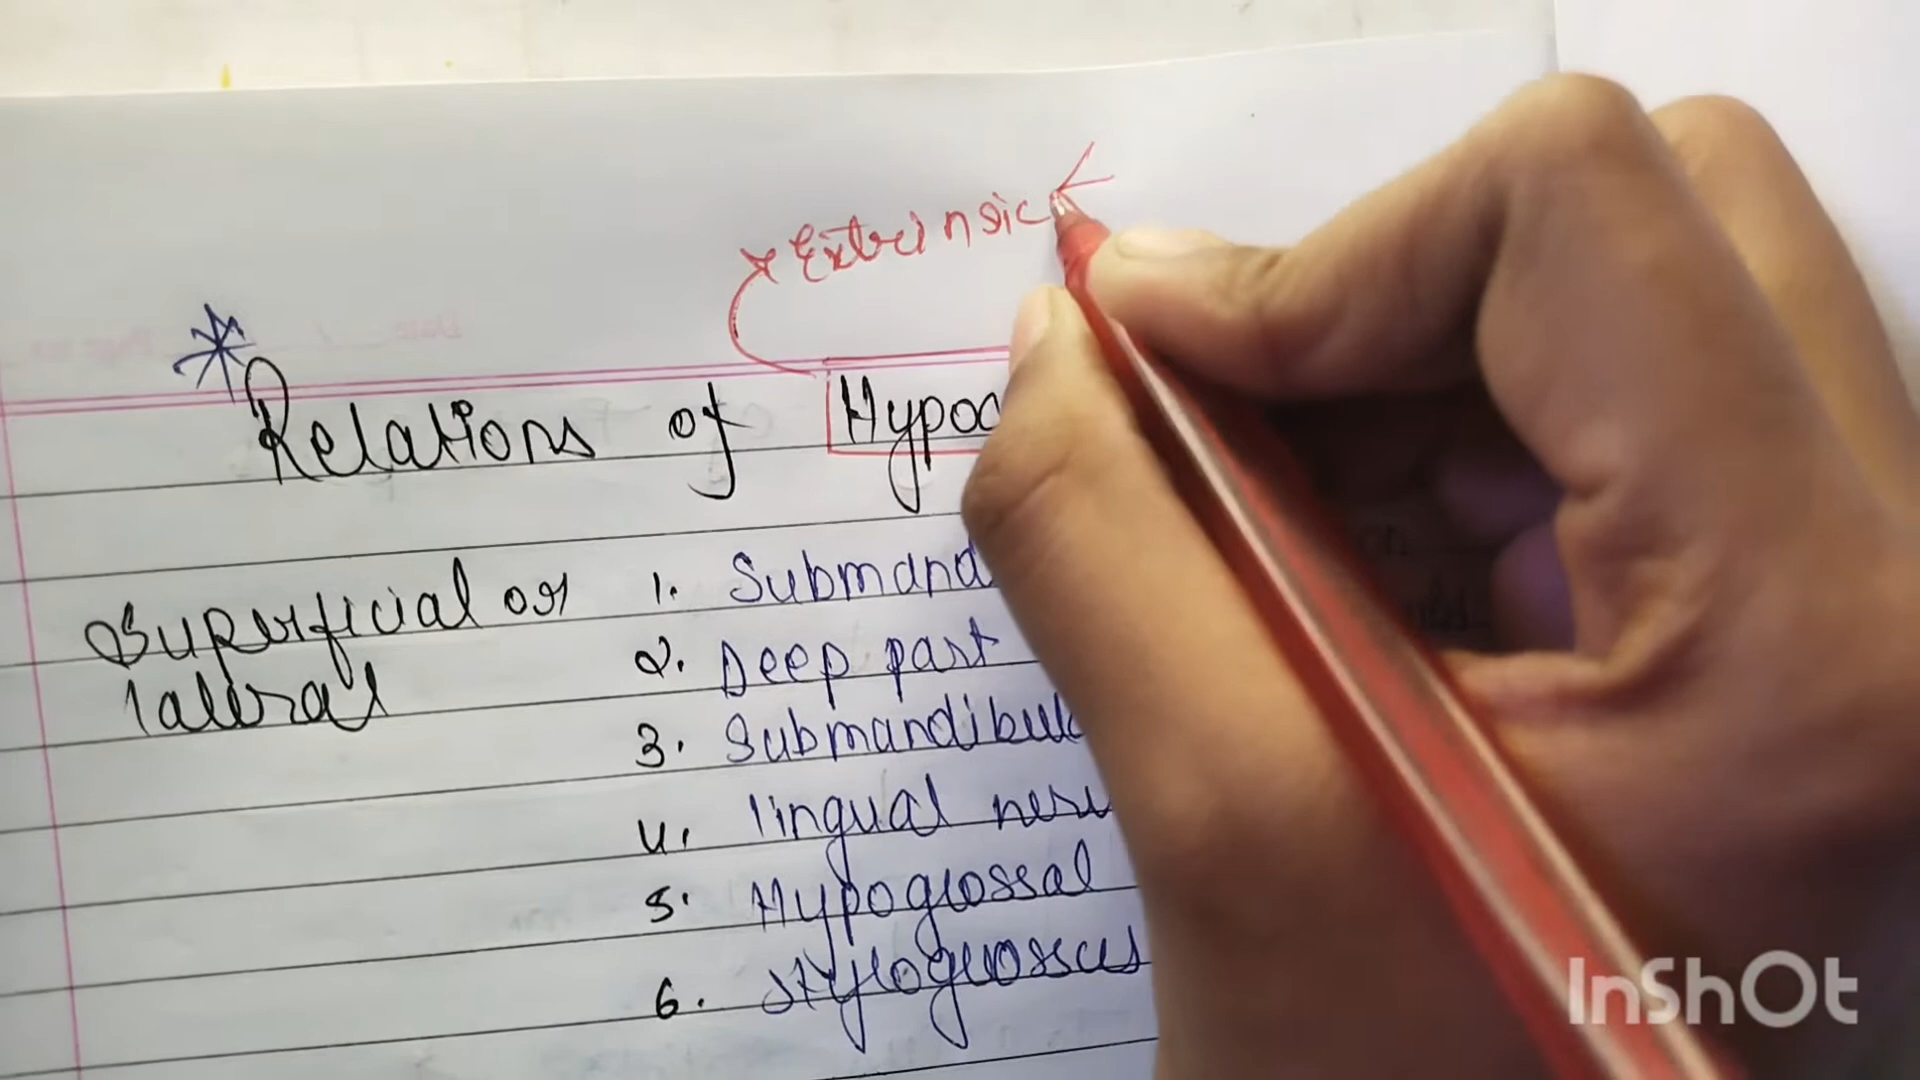 Extrinsic
Relations of Hypo
Superficial or
lateral
1. Submand
2. Deep part
3. Submandibul
4. lingual nerv
5. Hypoglossal
6. Styloglossus
InShOt